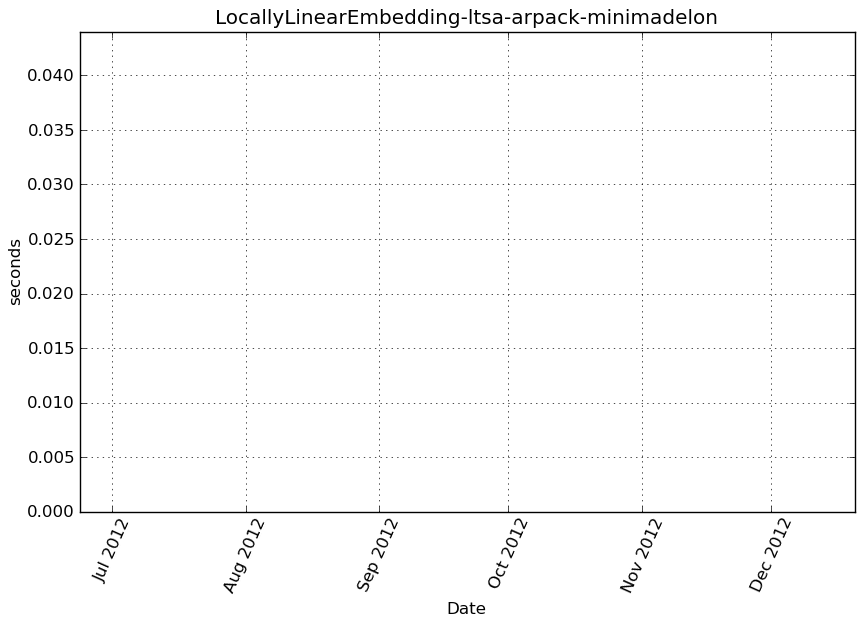 LocallyLinearEmbedding-ltsa-arpack-minimadelon
0.040
0.035
0.030
0.025
0.020
0.015
0.010
0.005
0.000
seconds
Jul 2012
Aug 2012
Sep 2012
Oct 2012
Nov 2012
Dec 2012
Date